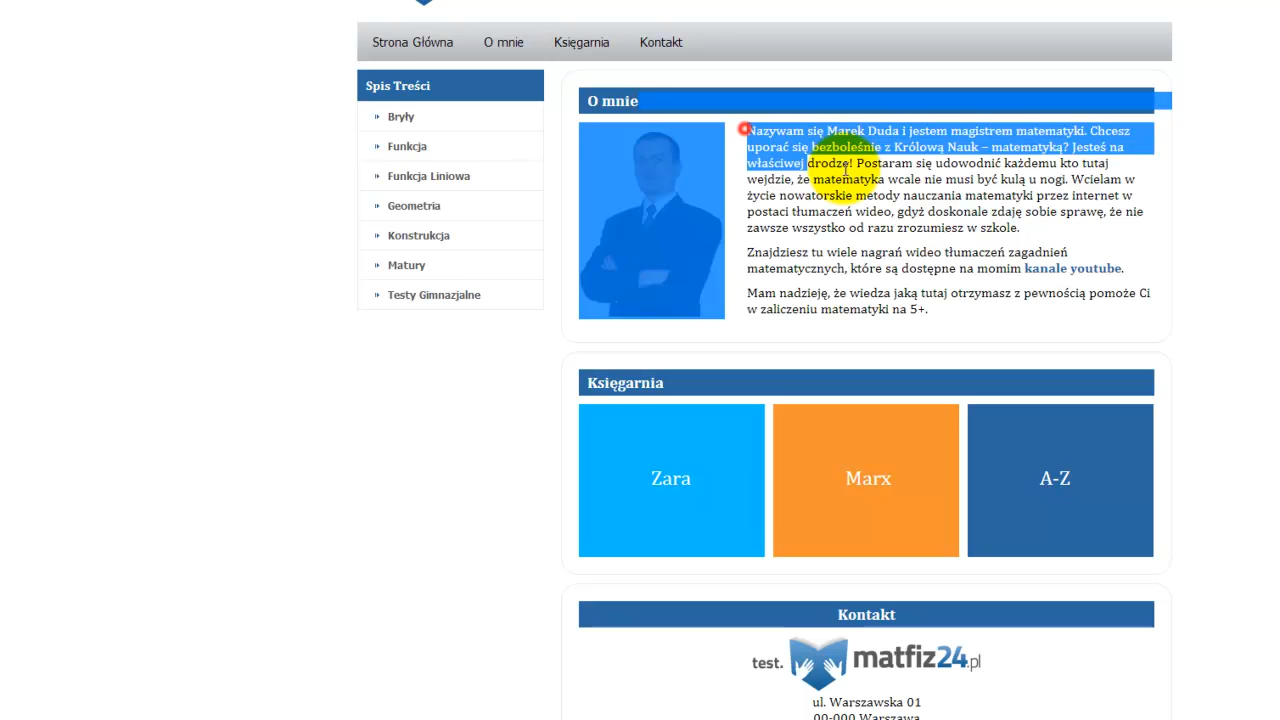 Strona Główna O mnie Księgarnia Kontakt
Spis Treści
Bryły
Funkcja
Funkcja Liniowa
Geometria
Konstrukcja
Matury
Testy Gimnazjalne
O mnie
Nazywam się Marek Duda i jestem magistrem matematyki. Chcesz
uporać się bezboleśnie z Królową Nauk – matematyką? Jesteś na
właściwej drodze! Postaram się udowodnić każdemu kto tutaj
wejdzie, że matematyka wcale nie musi być kulą u nogi. Wcielam w
życie nowatorskie metody nauczania matematyki przez internet w
postaci tłumaczeń wideo, gdyż doskonale zdaję sobie sprawę, że nie
zawsze wszystko od razu zrozumiesz w szkole.
Znajdziesz tu wiele nagrań wideo tłumaczeń zagadnień
matematycznych, które są dostępne na momim kanale youtube.
Mam nadzieję, że wiedza jaką tutaj otrzymasz z pewnością pomoże Ci
w zaliczeniu matematyki na 5+.
Księgarnia
Zara
Marx
A-Z
Kontakt
test. matfiz24.pl
ul. Warszawska 01
00-000 Warszawa